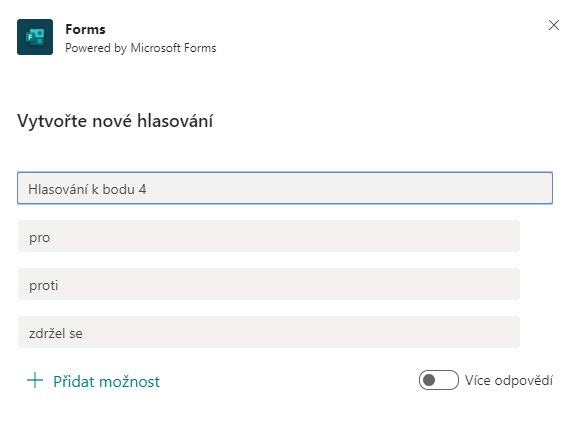 Forms
Powered by Microsoft Forms
Vytvořte nové hlasování
Hlasování k bodu 4
pro
proti
zdržel se
Přidat možnost
Více odpovědí